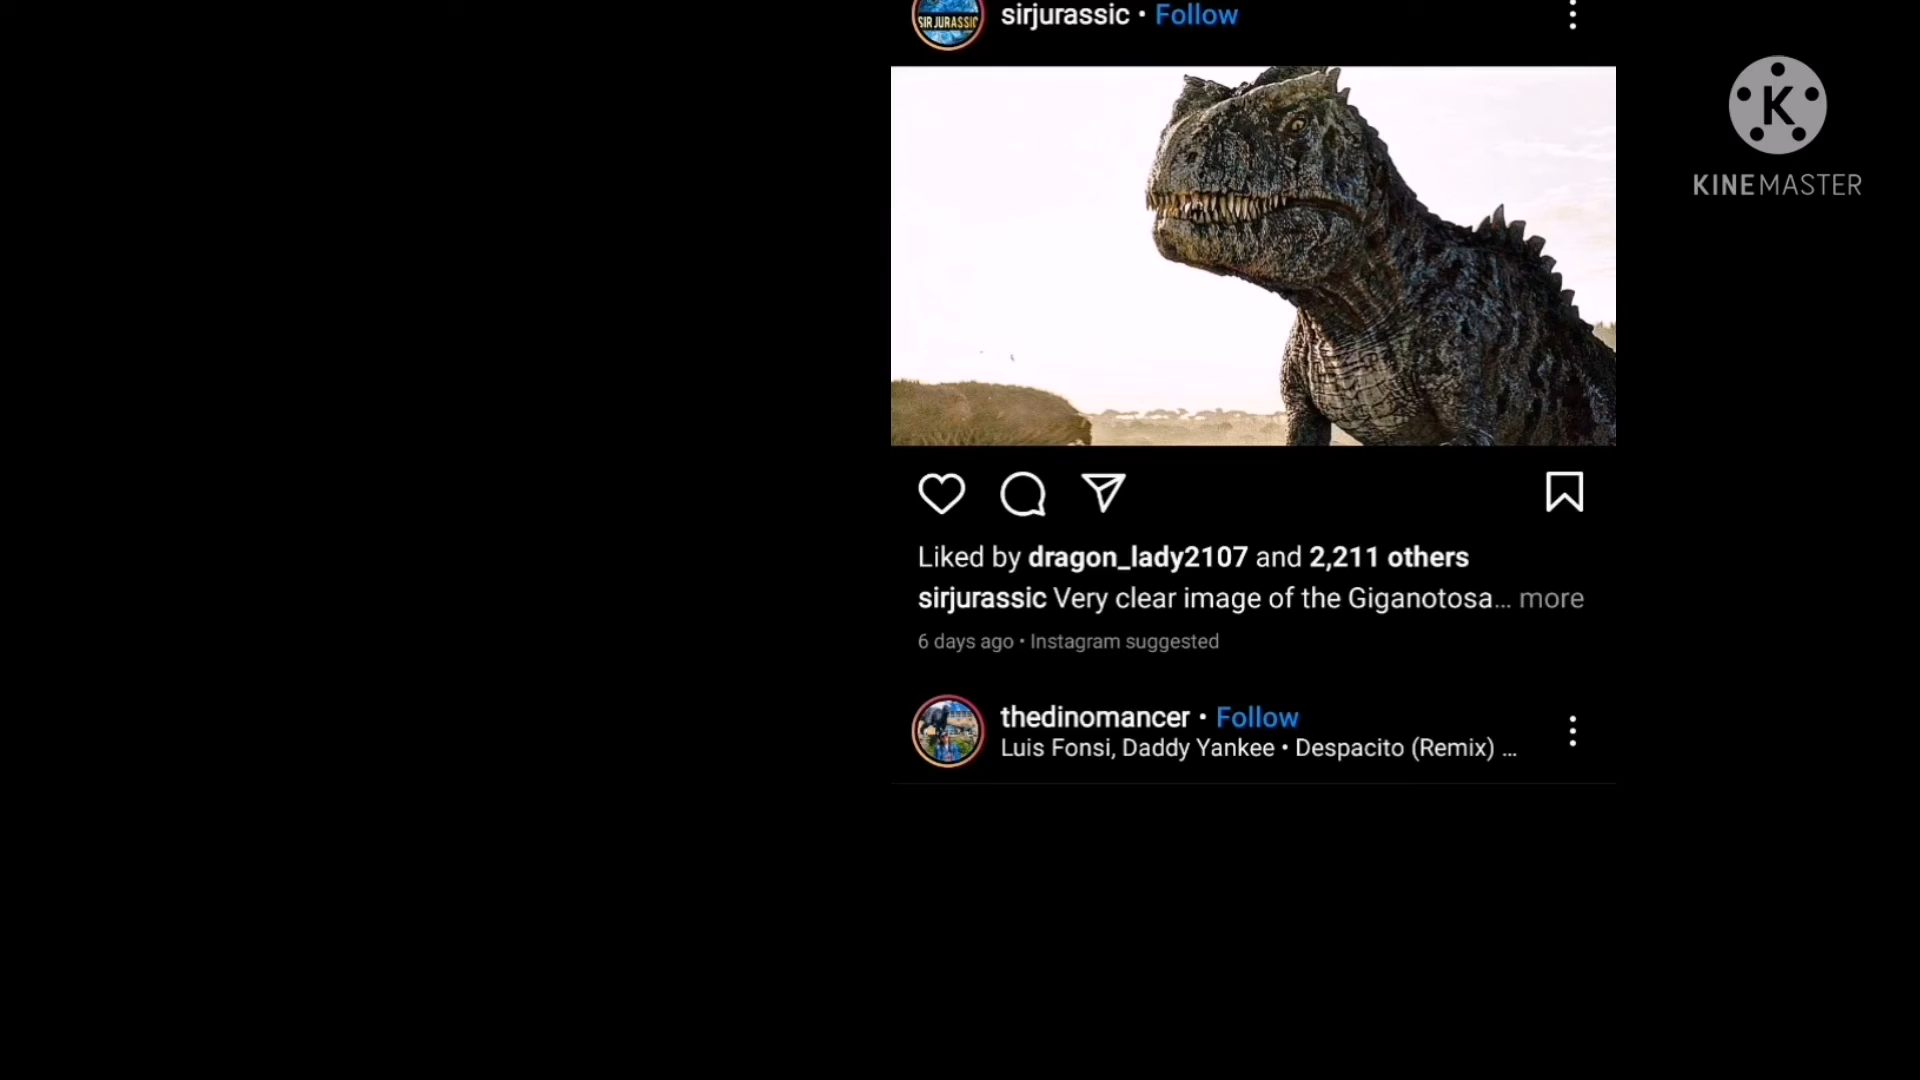 SIR JURASSIC
sirjurassic • Follow
K
KINEMASTER
Liked by dragon_lady2107 and 2,211 others
sirjurassic Very clear image of the Giganotosa... more
6 days ago • Instagram suggested
thedinomancer • Follow
Luis Fonsi, Daddy Yankee • Despacito (Remix) ...